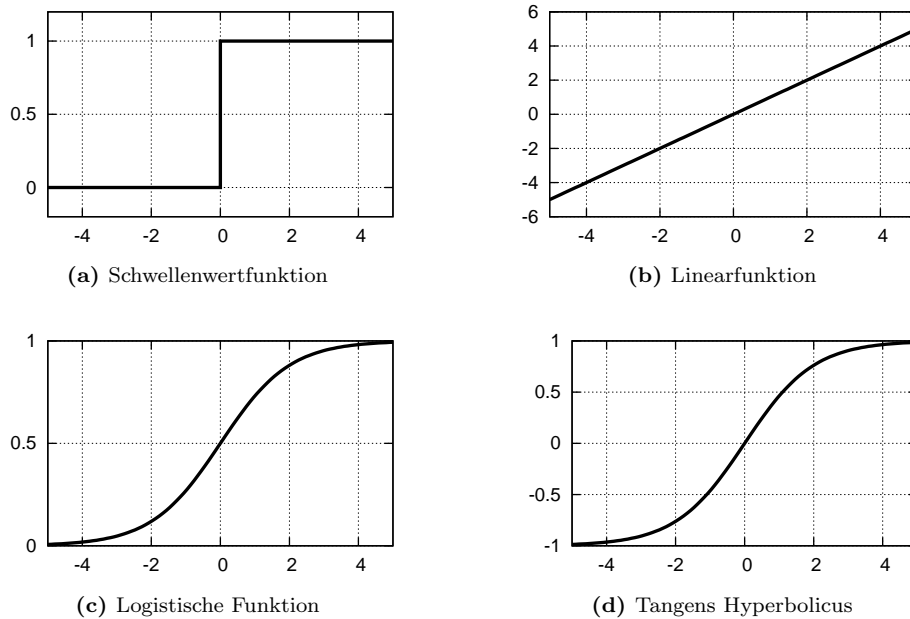 1
0.5
0
-4 -2 0 2 4
(a) Schwellenwertfunktion
6
4
2
0
-2
-4
-6
-4 -2 0 2 4
(b) Linearfunktion
1
0.5
0
-4 -2 0 2 4
(c) Logistische Funktion
1
0.5
0
-0.5
-1
-4 -2 0 2 4
(d) Tangens Hyperbolicus